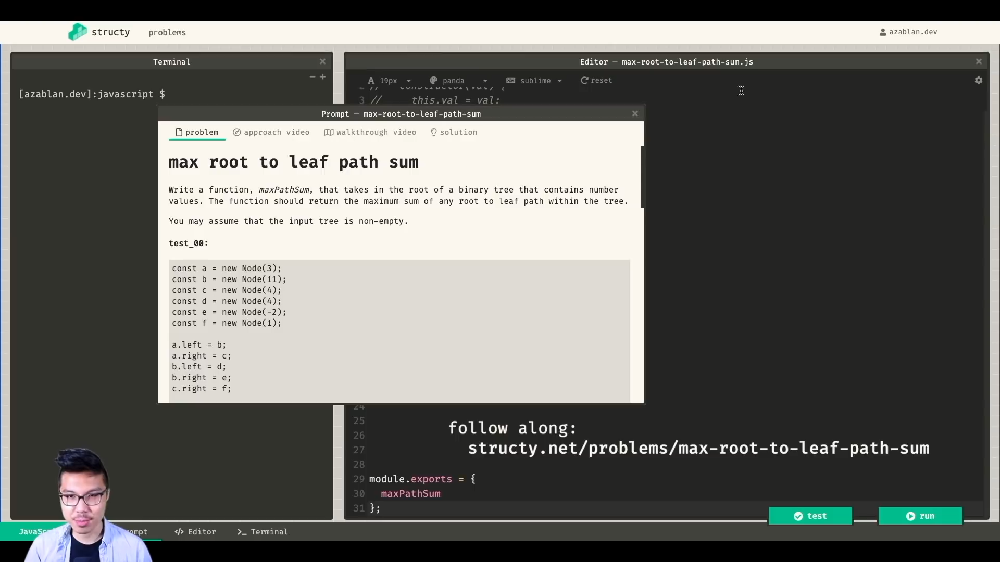 structy
problems
azablan.dev
Terminal
[azablan.dev]:javascript $
Editor — max-root-to-leaf-path-sum.js
19px
panda
sublime
reset
3 //     this.val = val;
Prompt — max-root-to-leaf-path-sum
problem
approach video
walkthrough video
solution
max root to leaf path sum
Write a function, maxPathSum, that takes in the root of a binary tree that contains number
values. The function should return the maximum sum of any root to leaf path within the tree.
You may assume that the input tree is non-empty.
test_00:
const a = new Node(3);
const b = new Node(11);
const c = new Node(4);
const d = new Node(4);
const e = new Node(-2);
const f = new Node(1);
a.left = b;
a.right = c;
b.left = d;
b.right = e;
c.right = f;
24
25
26
27
28
29 module.exports = {
30   maxPathSum
31 };
follow along:
structy.net/problems/max-root-to-leaf-path-sum
test
run
Editor
Terminal